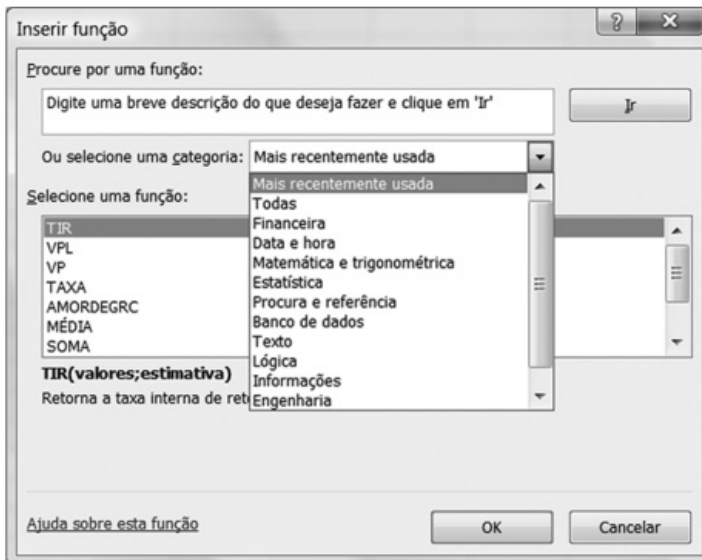 Inserir função
Procure por uma função:
Digite uma breve descrição do que deseja fazer e clique em 'Ir'
Ir
Ou selecione uma categoria: Mais recentemente usada
Mais recentemente usada
Todas
Financeira
Data e hora
Matemática e trigonométrica
Estatística
Procura e referência
Banco de dados
Texto
Lógica
Informações
Engenharia
Selecione uma função:
TIR
VPL
VP
TAXA
AMORDEGRC
MÉDIA
SOMA
TIR(valores;estimativa)
Retorna a taxa interna de
Ajuda sobre esta função
OK
Cancelar